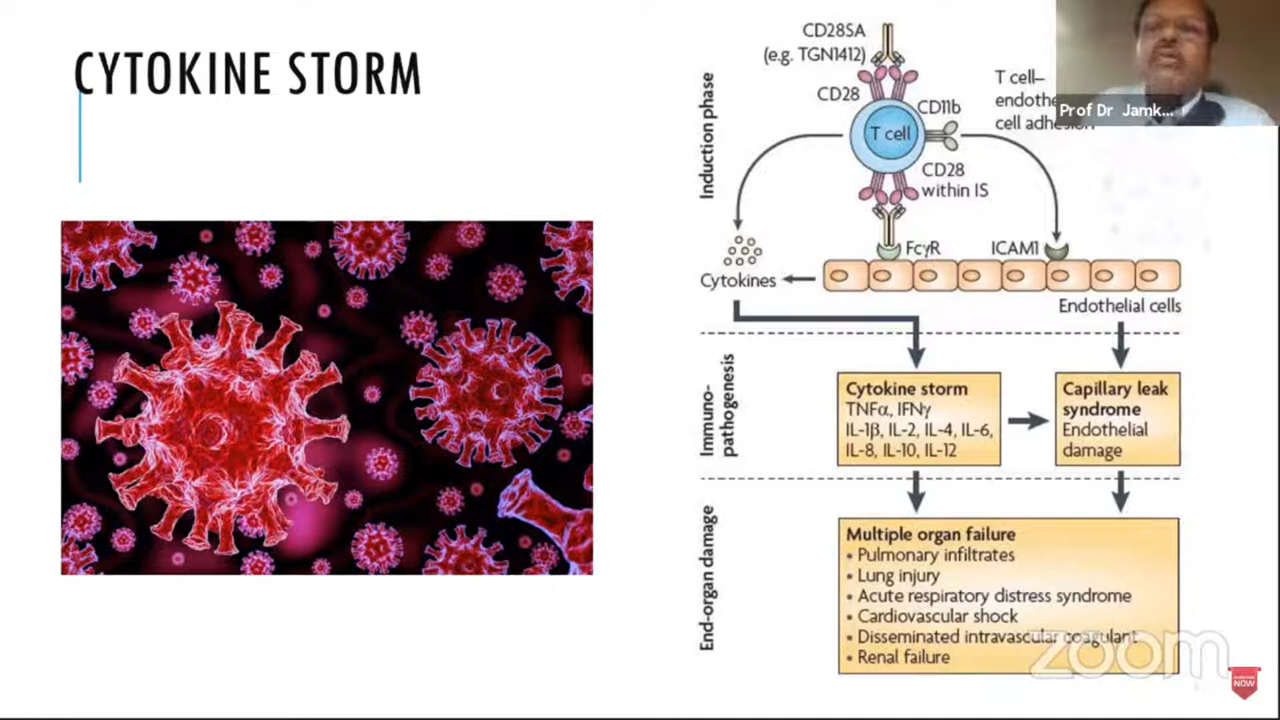 CYTOKINE STORM
CD28SA
(e.g. TGN1412)
CD28
T cell
CD11b
CD28
within IS
T cell–
endothe
cell adhesion
Prof Dr Jamk...
Induction phase
FcγR
ICAM1
Cytokines
Endothelial cells
Immuno-
pathogenesis
Cytokine storm
TNFα, IFNγ
IL-1β, IL-2, IL-4, IL-6,
IL-8, IL-10, IL-12
Capillary leak
syndrome
Endothelial
damage
End-organ damage
Multiple organ failure
• Pulmonary infiltrates
• Lung injury
• Acute respiratory distress syndrome
• Cardiovascular shock
• Disseminated intravascular coagulant
• Renal failure
zoom
SUBSCRIBE
NOW